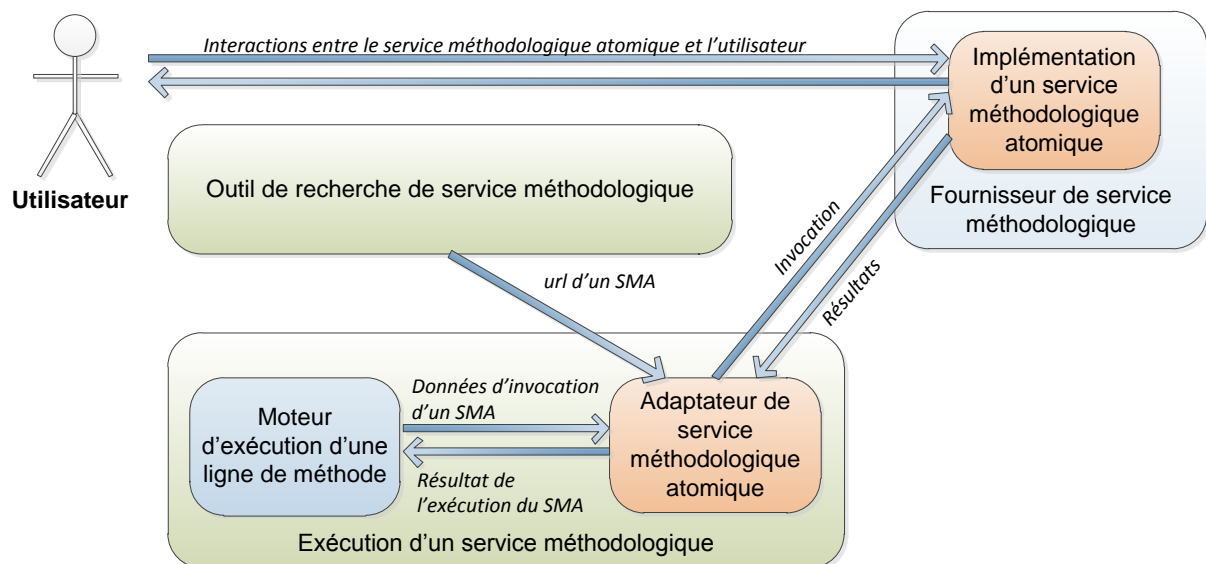 Interactions entre le service méthodologique atomique et l'utilisateur
Implémentation
d'un service
méthodologique
atomique
Utilisateur
Outil de recherche de service méthodologique
Fournisseur de service
méthodologique
Invocation
Résultats
url d'un SMA
Moteur
d'exécution d'une
ligne de méthode
Données d'invocation
d'un SMA
Résultat de
l'exécution du SMA
Adaptateur de
service
méthodologique
atomique
Exécution d'un service méthodologique